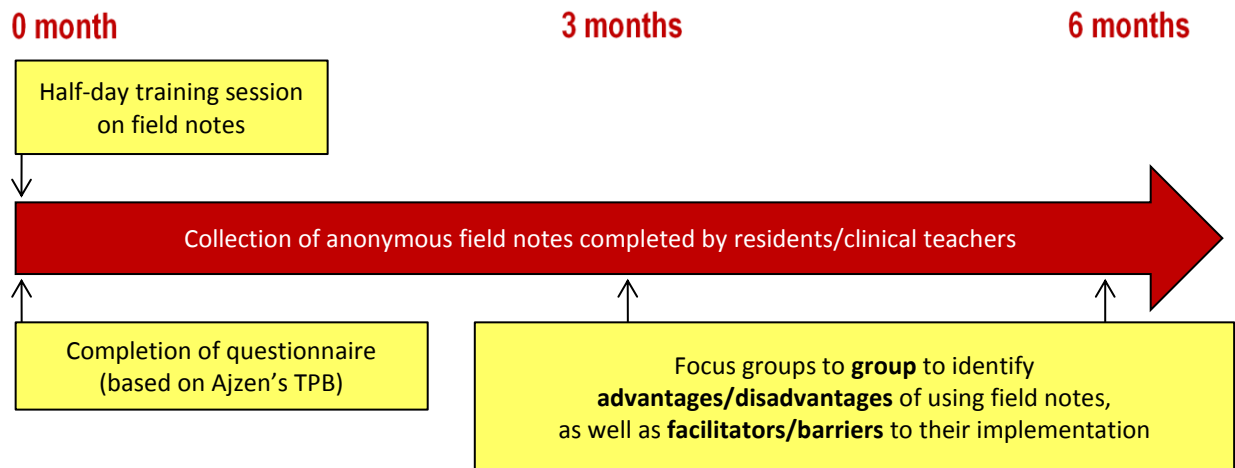 0 month
3 months
6 months
Half-day training session
on field notes
Collection of anonymous field notes completed by residents/clinical teachers
Completion of questionnaire
(based on Ajzen's TPB)
Focus groups to group to identify
advantages/disadvantages of using field notes,
as well as facilitators/barriers to their implementation